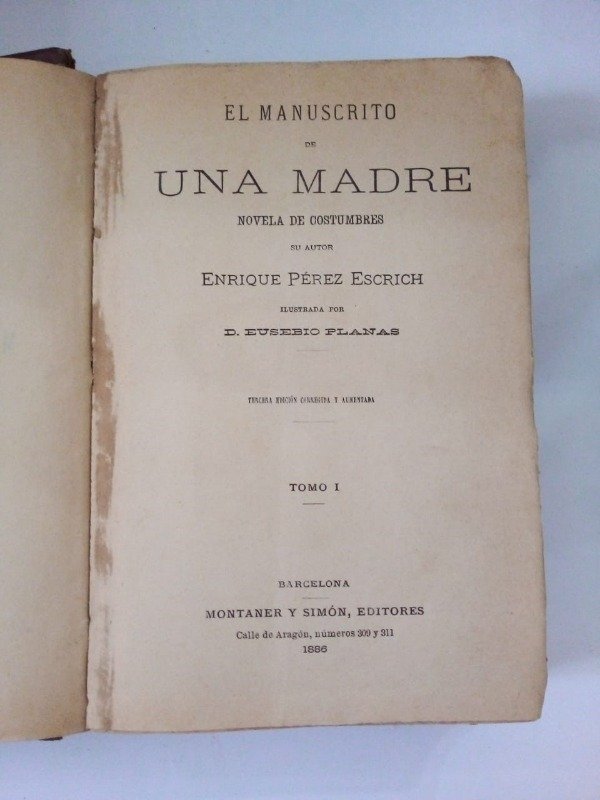 EL MANUSCRITO
DE
UNA MADRE
NOVELA DE COSTUMBRES
SU AUTOR
ENRIQUE PÉREZ ESCRICH
ILUSTRADA POR
D. EUSEBIO PLANAS
TERCERA EDICIÓN CORREGIDA Y AUMENTADA
TOMO I
BARCELONA
MONTANER Y SIMÓN, EDITORES
Calle de Aragón, números 309 y 311
1886